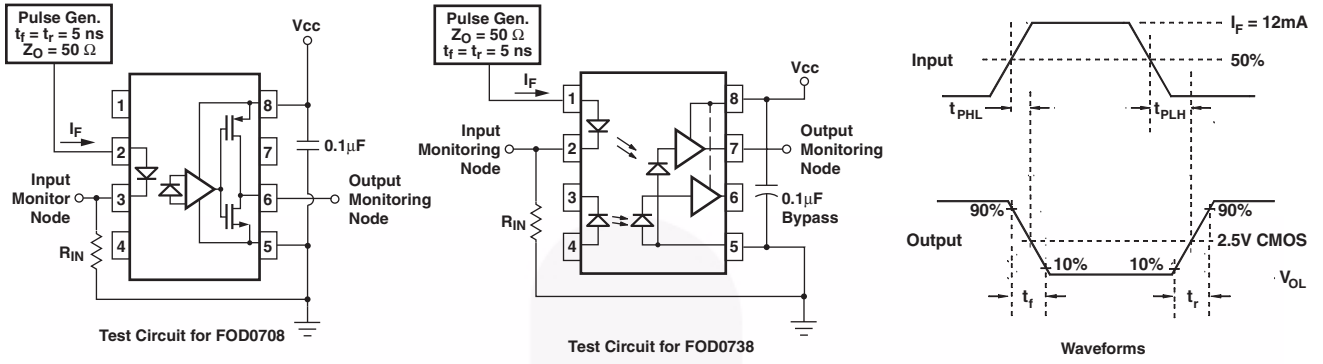 Pulse Gen.
tf = tr = 5 ns
ZO = 50 Ω
Vcc
IF
1
2
3
4
8
7
6
5
0.1μF
Input
Monitor
Node
Output
Monitoring
Node
RIN
Test Circuit for FOD0708
Pulse Gen.
ZO = 50 Ω
tf = tr = 5 ns
Vcc
IF
1
2
3
4
8
7
6
5
Input
Monitoring
Node
Output
Monitoring
Node
0.1μF
Bypass
RIN
Test Circuit for FOD0738
IF = 12mA
Input
50%
tPHL
tPLH
90%
90%
Output
2.5V CMOS
10%
10%
VOL
tf
tr
Waveforms